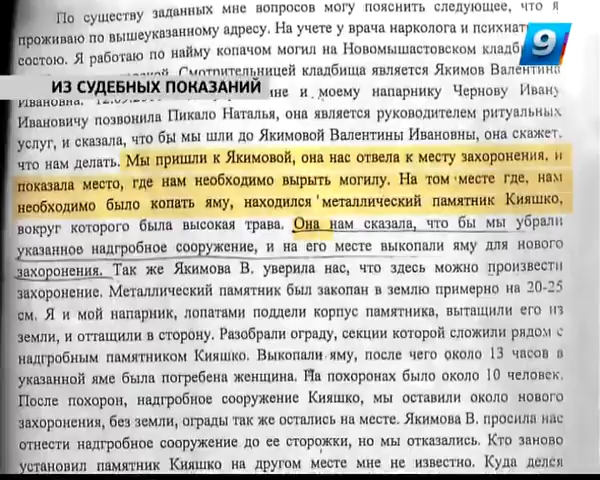 По существу заданных мне вопросов могу пояснить следующее, что я
проживаю по вышеуказанному адресу. На учете у врача нарколога и
состою. Я работаю по найму копачом могил на Новомышастовском
9
ИЗ СУДЕБНЫХ ПОКАЗАНИЙ
Смотрительницей кладбища является Якимов Валентина
Ивановна. и моему напарнику Чернову Ивану
Ивановичу позвонила Пикало Наталья, она является руководителем ритуальных
услуг, и сказала, что бы мы шли до Якимовой Валентины Ивановны, она скажет,
что нам делать. Мы пришли к Якимовой, она нас отвела к месту захоронения, и
показала место, где нам необходимо вырыть могилу. На том месте где, нам
необходимо было копать яму, находился металлический памятник Кияшко,
вокруг которого была высокая трава. Она нам сказала, что бы мы убрали
указанное надгробное сооружение, и на его месте выкопали яму для нового
захоронения. Так же Якимова В. уверила нас, что здесь можно произвести
захоронение. Металлический памятник был закопан в землю примерно на 20-25
см. Я и мой напарник, лопатами поддели корпус памятника, вытащили его из
земли, и оттащили в сторону. Разобрали ограду, секции которой сложили рядом с
надгробным памятником Кияшко. Выкопали яму, после чего около 13 часов в
указанной яме была погребена женщина. На похоронах было около 10 человек.
После похорон, надгробное сооружение Кияшко, мы оставили около нового
захоронения, без земли, ограды так же остались на месте. Якимова В. просила нас
отнести надгробное сооружение до ее сторожки, но мы отказались. Кто заново
установил памятник Кияшко на другом месте мне не известно. Куда делся